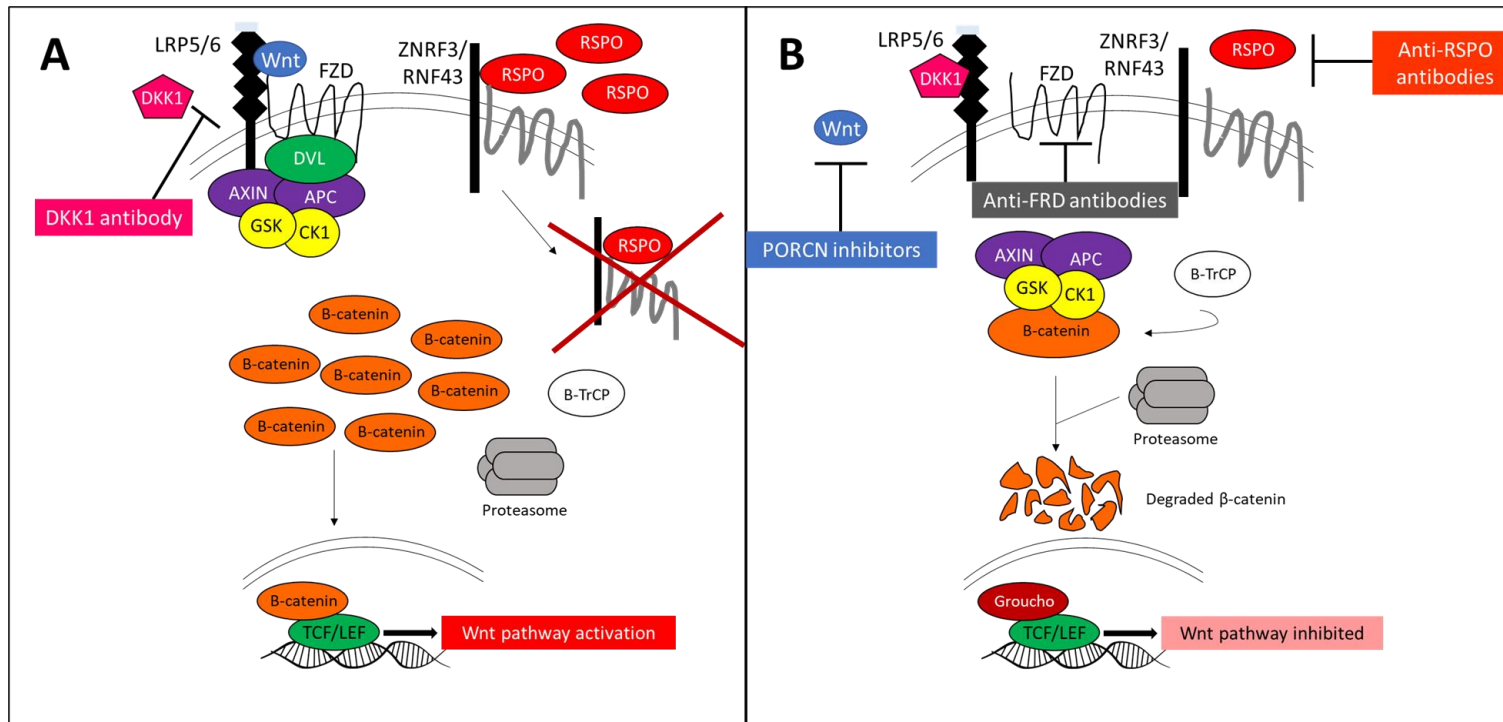 A
LRP5/6
Wnt
FZD
ZNRF3/
RNF43
RSPO
RSPO
RSPO
DKK1
DVL
AXIN
APC
GSK
CK1
DKK1 antibody
RSPO
B-catenin
B-catenin
B-catenin
B-catenin
B-catenin
B-catenin
B-catenin
B-TrCP
Proteasome
B-catenin
TCF/LEF
Wnt pathway activation
B
LRP5/6
DKK1
FZD
ZNRF3/
RNF43
RSPO
Anti-RSPO
antibodies
Wnt
Anti-FRD antibodies
PORCN inhibitors
AXIN
APC
GSK
CK1
B-catenin
B-TrCP
Proteasome
Degraded β-catenin
Groucho
TCF/LEF
Wnt pathway inhibited